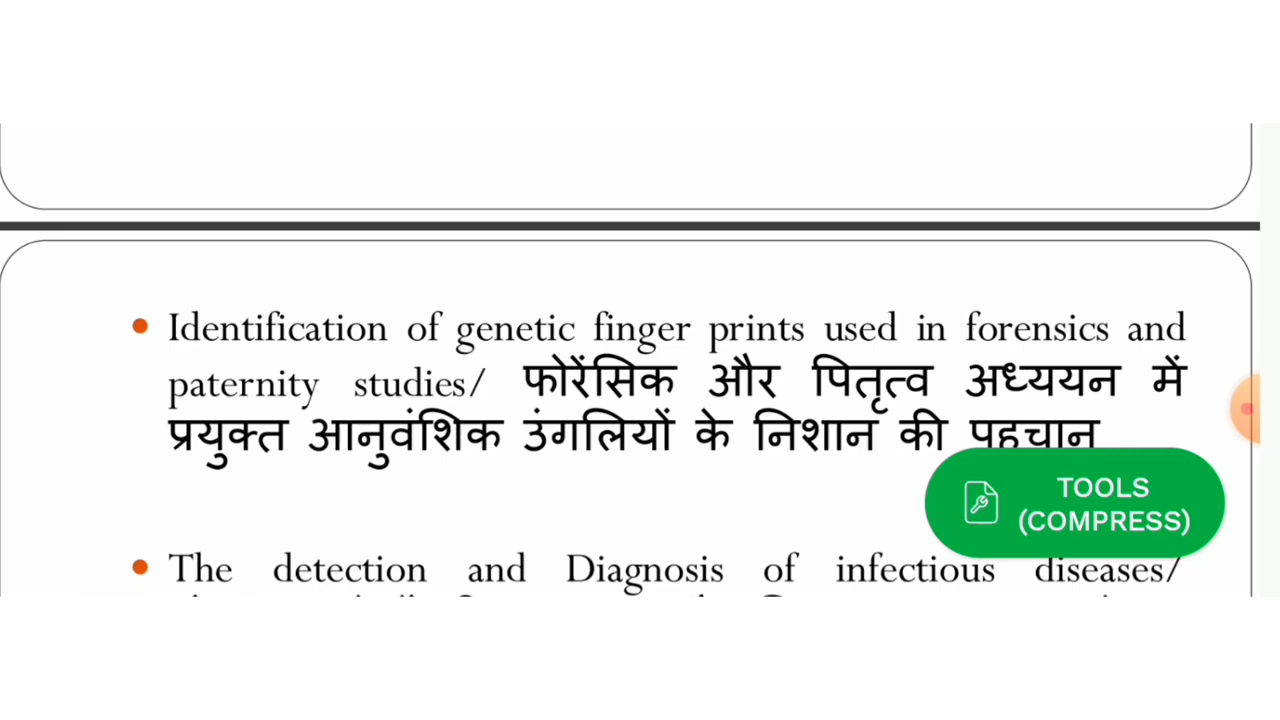 Identification of genetic finger prints used in forensics and
paternity studies/ फोरेंसिक और पितृत्व अध्ययन में
प्रयुक्त आनुवंशिक उंगलियों के निशान की पहचान
TOOLS
(COMPRESS)
The detection and Diagnosis of infectious diseases/